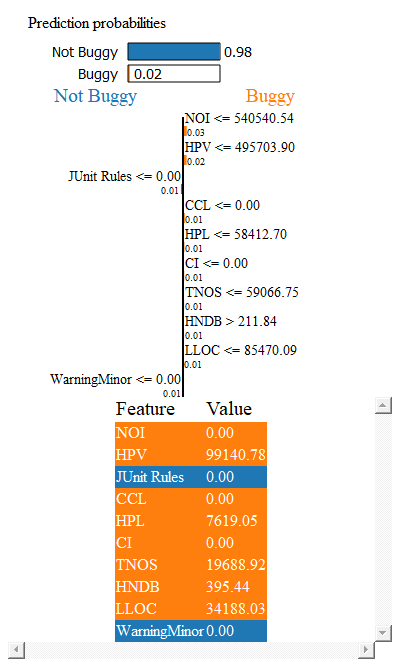 Prediction probabilities
Not Buggy 0.98
Buggy 0.02
Not Buggy Buggy
NOI <= 540540.54
0.03
HPV <= 495703.90
0.02
JUnit Rules <= 0.00
0.01
CCL <= 0.00
0.01
HPL <= 58412.70
0.01
CI <= 0.00
0.01
TNOS <= 59066.75
0.01
HNDB > 211.84
0.01
LLOC <= 85470.09
0.01
WarningMinor <= 0.00
0.01
Feature Value
NOI 0.00
HPV 99140.78
JUnit Rules 0.00
CCL 0.00
HPL 7619.05
CI 0.00
TNOS 19688.92
HNDB 395.44
LLOC 34188.03
WarningMinor 0.00